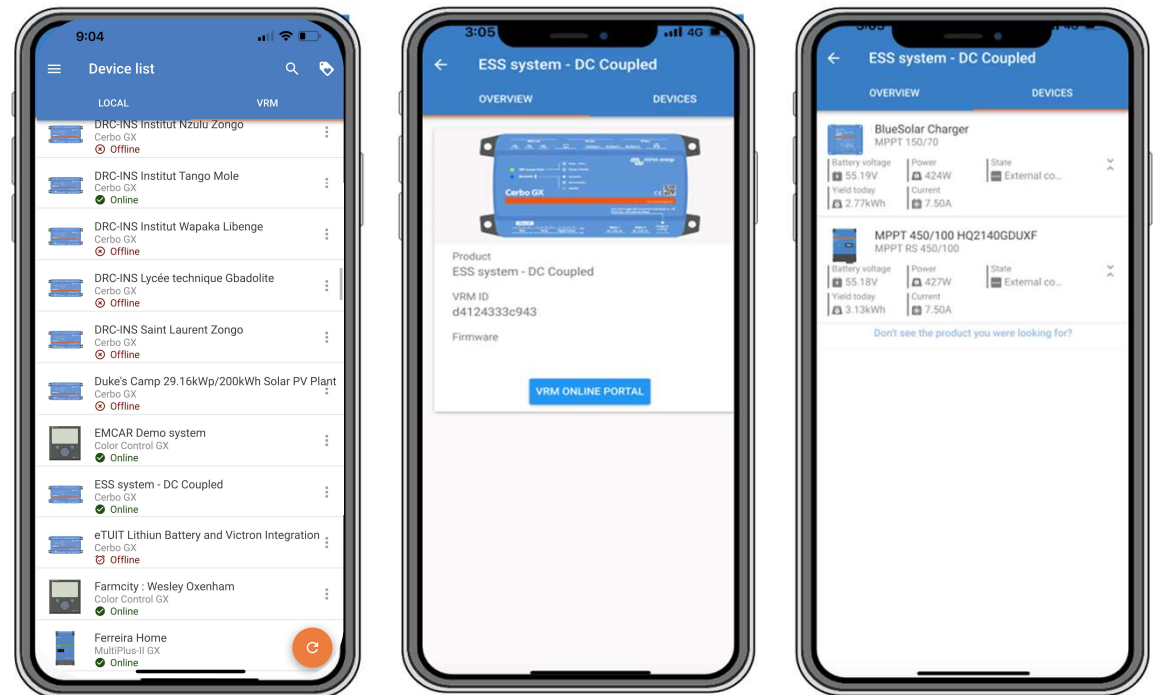 9:04
Device list
LOCAL VRM
DRC-INS Institut Nzulu Zongo
Cerbo GX
Offline
DRC-INS Institut Tango Mole
Cerbo GX
Online
DRC-INS Institut Wapaka Libenge
Cerbo GX
Offline
DRC-INS Lycée technique Gbadolite
Cerbo GX
Offline
DRC-INS Saint Laurent Zongo
Cerbo GX
Offline
Duke's Camp 29.16kWp/200kWh Solar PV Plant
Cerbo GX
Offline
EMCAR Demo system
Color Control GX
Online
ESS system - DC Coupled
Cerbo GX
Online
eTUIT Lithiun Battery and Victron Integration
Cerbo GX
Offline
Farmcity : Wesley Oxenham
Color Control GX
Online
Ferreira Home
MultiPlus-II GX
Online
3:05 4G
ESS system - DC Coupled
OVERVIEW DEVICES
victron energy
Cerbo GX
Product
ESS system - DC Coupled
VRM ID
d4124333c943
Firmware
VRM ONLINE PORTAL
ESS system - DC Coupled
OVERVIEW DEVICES
BlueSolar Charger
MPPT 150/70
Battery voltage Power State
55.19V 424W External co...
Yield today Current
2.77kWh 7.50A
MPPT 450/100 HQ2140GDUXF
MPPT RS 450/100
Battery voltage Power State
55.18V 427W External co...
Yield today Current
3.13kWh 7.50A
Don't see the product you were looking for?